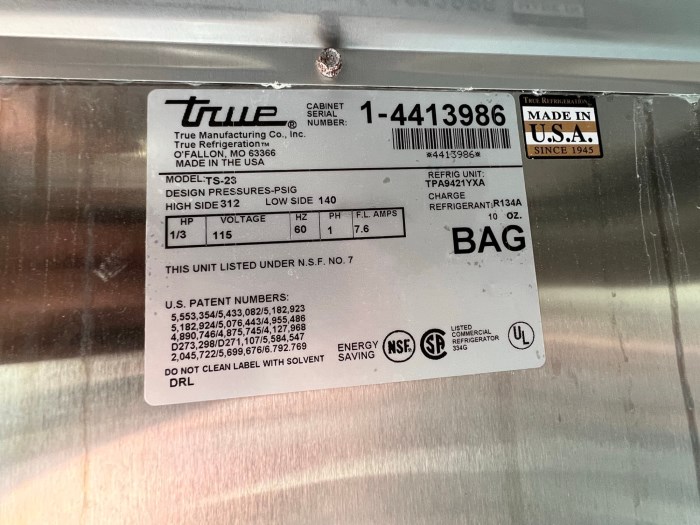 true®
CABINET SERIAL NUMBER: 1-4413986
*4413986*
True Manufacturing Co., Inc.
True Refrigeration™
O'FALLON, MO 63366
MADE IN THE USA
TRUE REFRIGERATION
MADE IN
U.S.A.
SINCE 1945
MODEL: TS-23
DESIGN PRESSURES-PSIG
HIGH SIDE 312 LOW SIDE 140
REFRIG UNIT:
TPA9421YXA
CHARGE
REFRIGERANT: R134A
10 OZ.
HP VOLTAGE HZ PH F.L. AMPS
1/3 115 60 1 7.6
BAG
THIS UNIT LISTED UNDER N.S.F. NO. 7
U.S. PATENT NUMBERS:
5,553,354/5,433,082/5,182,923
5,182,924/5,076,443/4,955,486
4,890,746/4,875,745/4,127,968
D273,298/D271,107/5,584,547
2,045,722/5,699,676/6.792.769
DO NOT CLEAN LABEL WITH SOLVENT
DRL
ENERGY SAVING
NSF®
SA
LISTED
COMMERCIAL
REFRIGERATOR
334G
UL